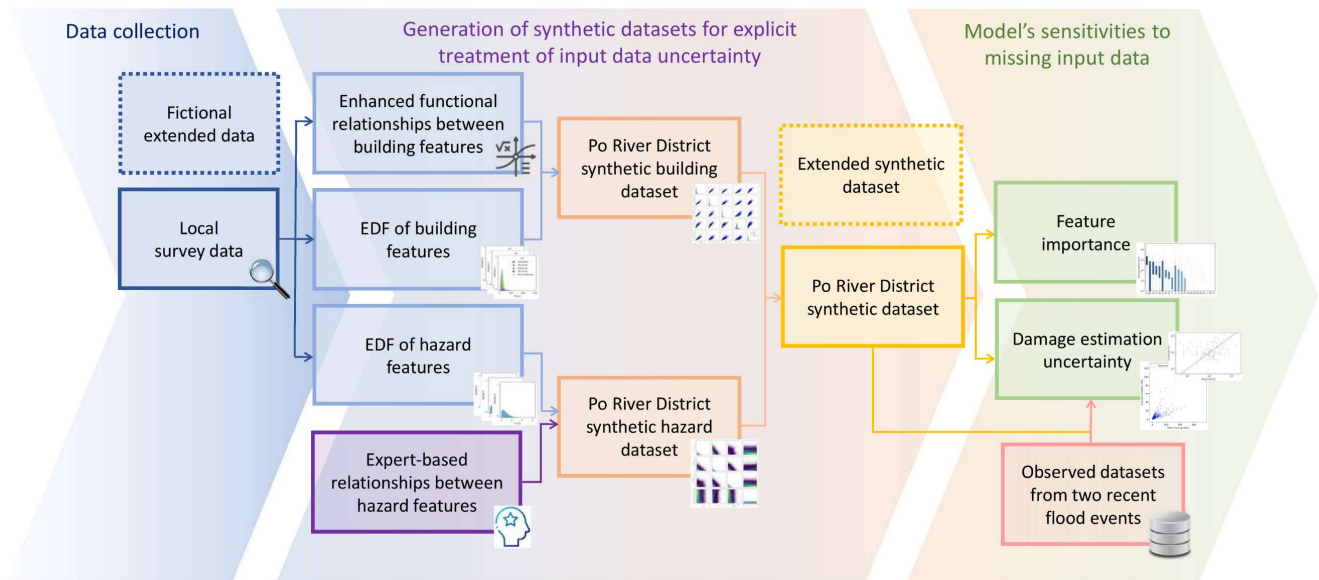 Data collection
Generation of synthetic datasets for explicit
treatment of input data uncertainty
Model's sensitivities to
missing input data
Fictional
extended data
Local
survey data
Enhanced functional
relationships between
building features
√x
EDF of building
features
EDF of hazard
features
Expert-based
relationships between
hazard features
Po River District
synthetic building
dataset
Po River District
synthetic hazard
dataset
Extended synthetic
dataset
Po River District
synthetic dataset
Feature
importance
Damage estimation
uncertainty
Observed datasets
from two recent
flood events